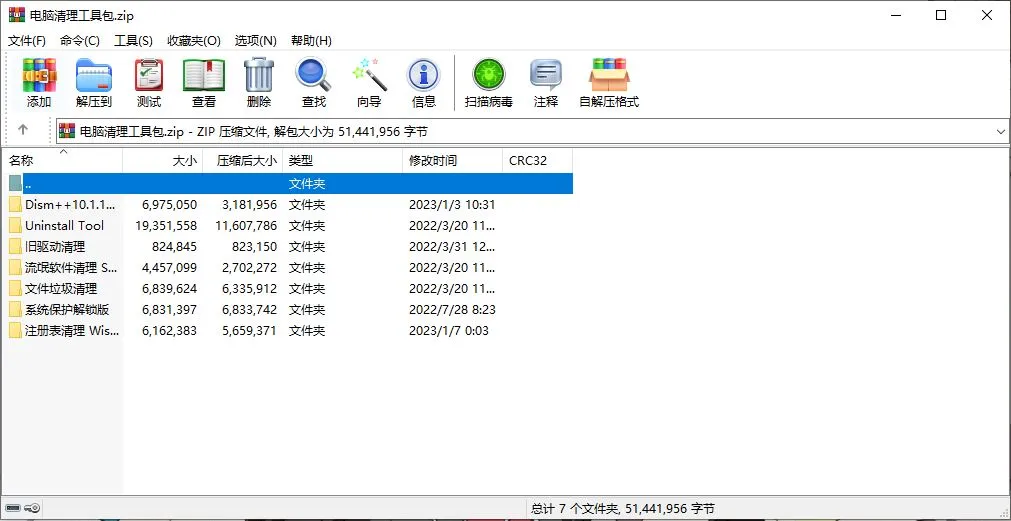 电脑清理工具包.zip
文件(F) 命令(C) 工具(S) 收藏夹(O) 选项(N) 帮助(H)
添加 解压到 测试 查看 删除 查找 向导 信息 扫描病毒 注释 自解压格式
电脑清理工具包.zip - ZIP 压缩文件, 解包大小为 51,441,956 字节
名称 大小 压缩后大小 类型 修改时间 CRC32
.. 文件夹
Dism++10.1.1... 6,975,050 3,181,956 文件夹 2023/1/3 10:31
Uninstall Tool 19,351,558 11,607,786 文件夹 2022/3/20 11...
旧驱动清理 824,845 823,150 文件夹 2022/3/31 12...
流氓软件清理 S... 4,457,099 2,702,272 文件夹 2022/3/20 11...
文件垃圾清理 6,839,624 6,335,912 文件夹 2022/3/20 11...
系统保护解锁版 6,831,397 6,833,742 文件夹 2022/7/28 8:23
注册表清理 Wis... 6,162,383 5,659,371 文件夹 2023/1/7 0:03
总计 7 个文件夹, 51,441,956 字节